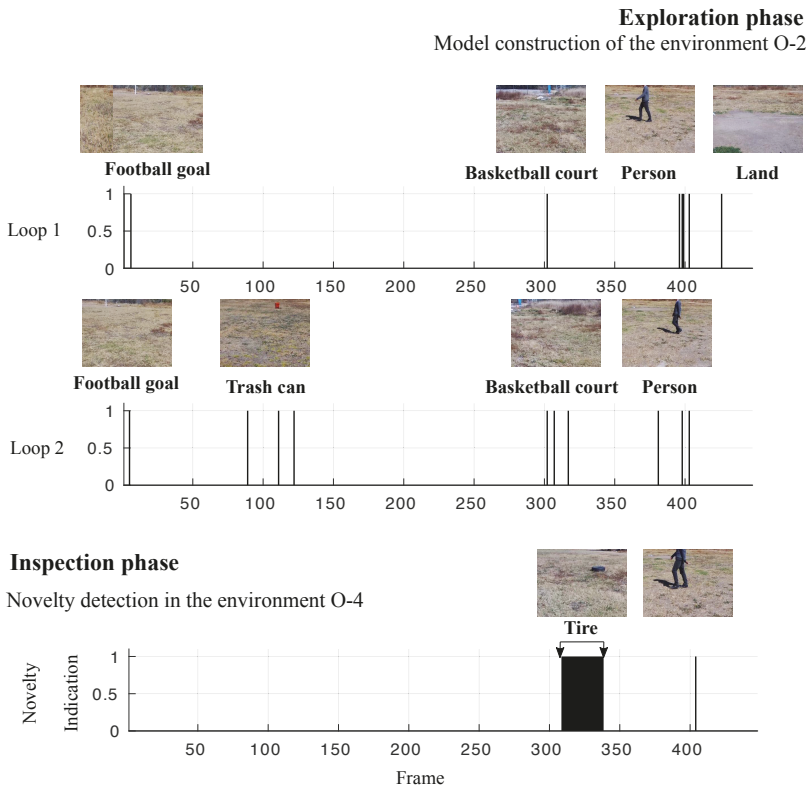 Exploration phase
Model construction of the environment O-2
Football goal
Basketball court Person Land
Loop 1
1
0.5
0
50 100 150 200 250 300 350 400
Football goal Trash can Basketball court Person
Loop 2
1
0.5
0
50 100 150 200 250 300 350 400
Inspection phase
Novelty detection in the environment O-4
Tire
Novelty
Indication
1
0.5
0
50 100 150 200 250 300 350 400
Frame